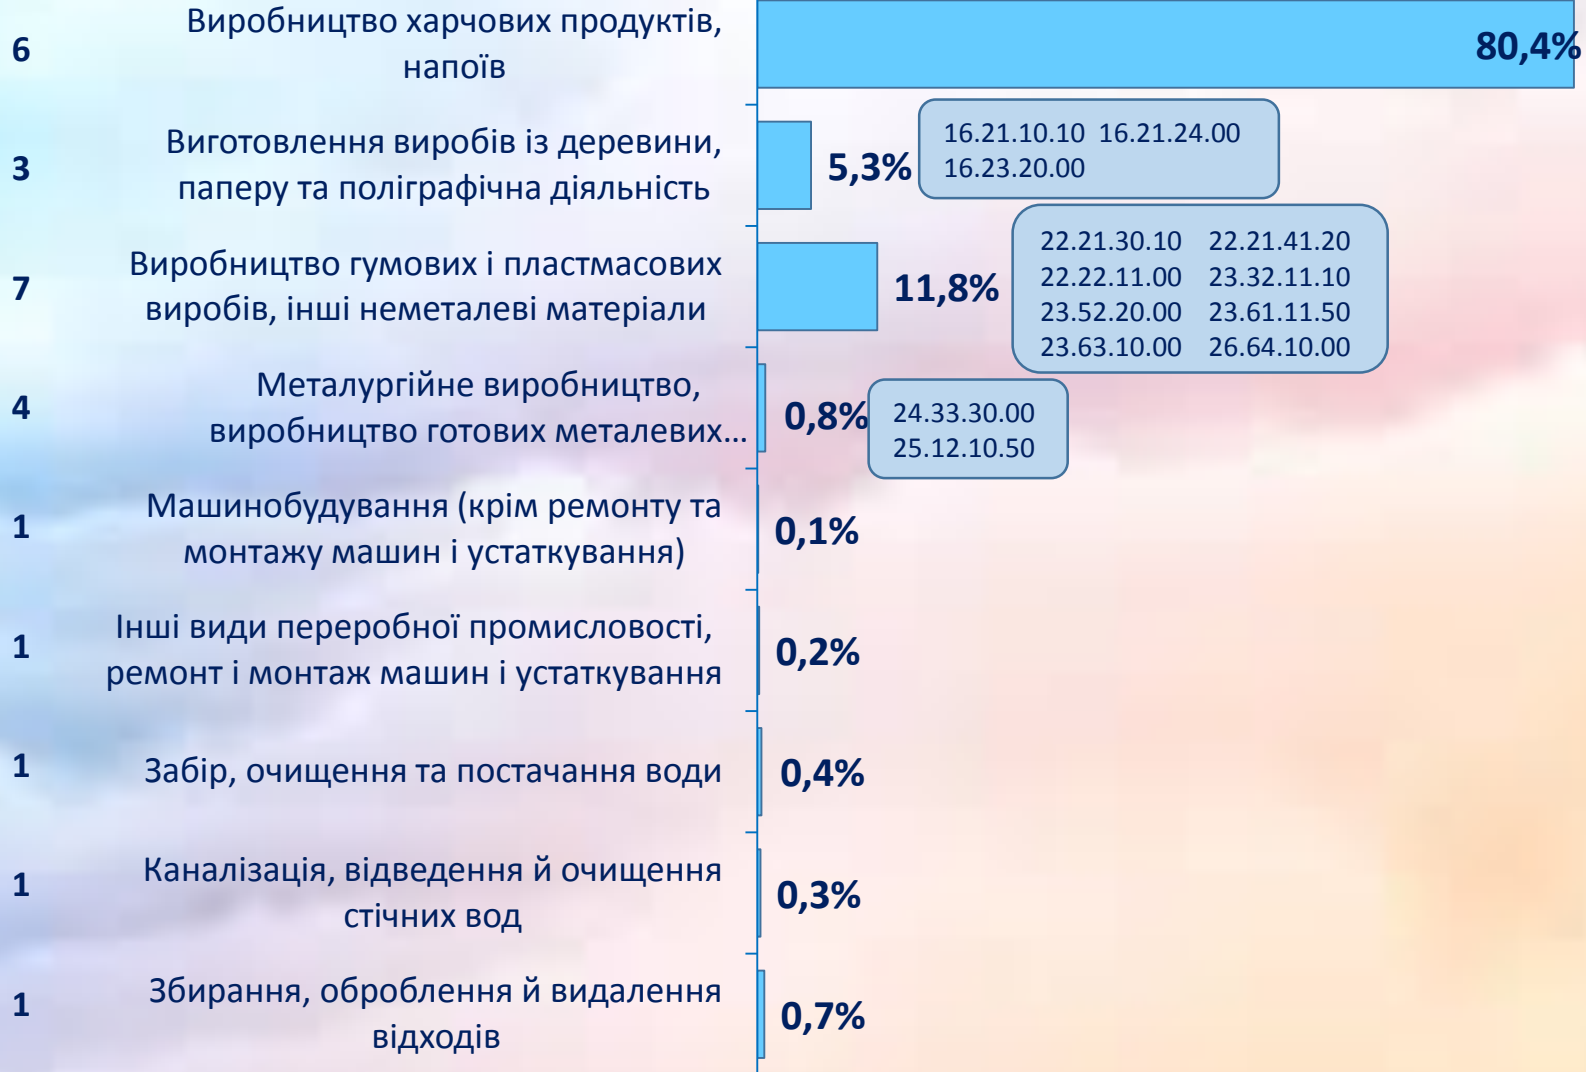 6
Виробництво харчових продуктів,
напоїв
80,4%
3
Виготовлення виробів із деревини,
паперу та поліграфічна діяльність
5,3%
16.21.10.10 16.21.24.00
16.23.20.00
7
Виробництво гумових і пластмасових
виробів, інші неметалеві матеріали
11,8%
22.21.30.10 22.21.41.20
22.22.11.00 23.32.11.10
23.52.20.00 23.61.11.50
23.63.10.00 26.64.10.00
4
Металургійне виробництво,
виробництво готових металевих…
0,8%
24.33.30.00
25.12.10.50
1
Машинобудування (крім ремонту та
монтажу машин і устаткування)
0,1%
1
Інші види переробної промисловості,
ремонт і монтаж машин і устаткування
0,2%
1
Забір, очищення та постачання води
0,4%
1
Каналізація, відведення й очищення
стічних вод
0,3%
1
Збирання, оброблення й видалення
відходів
0,7%